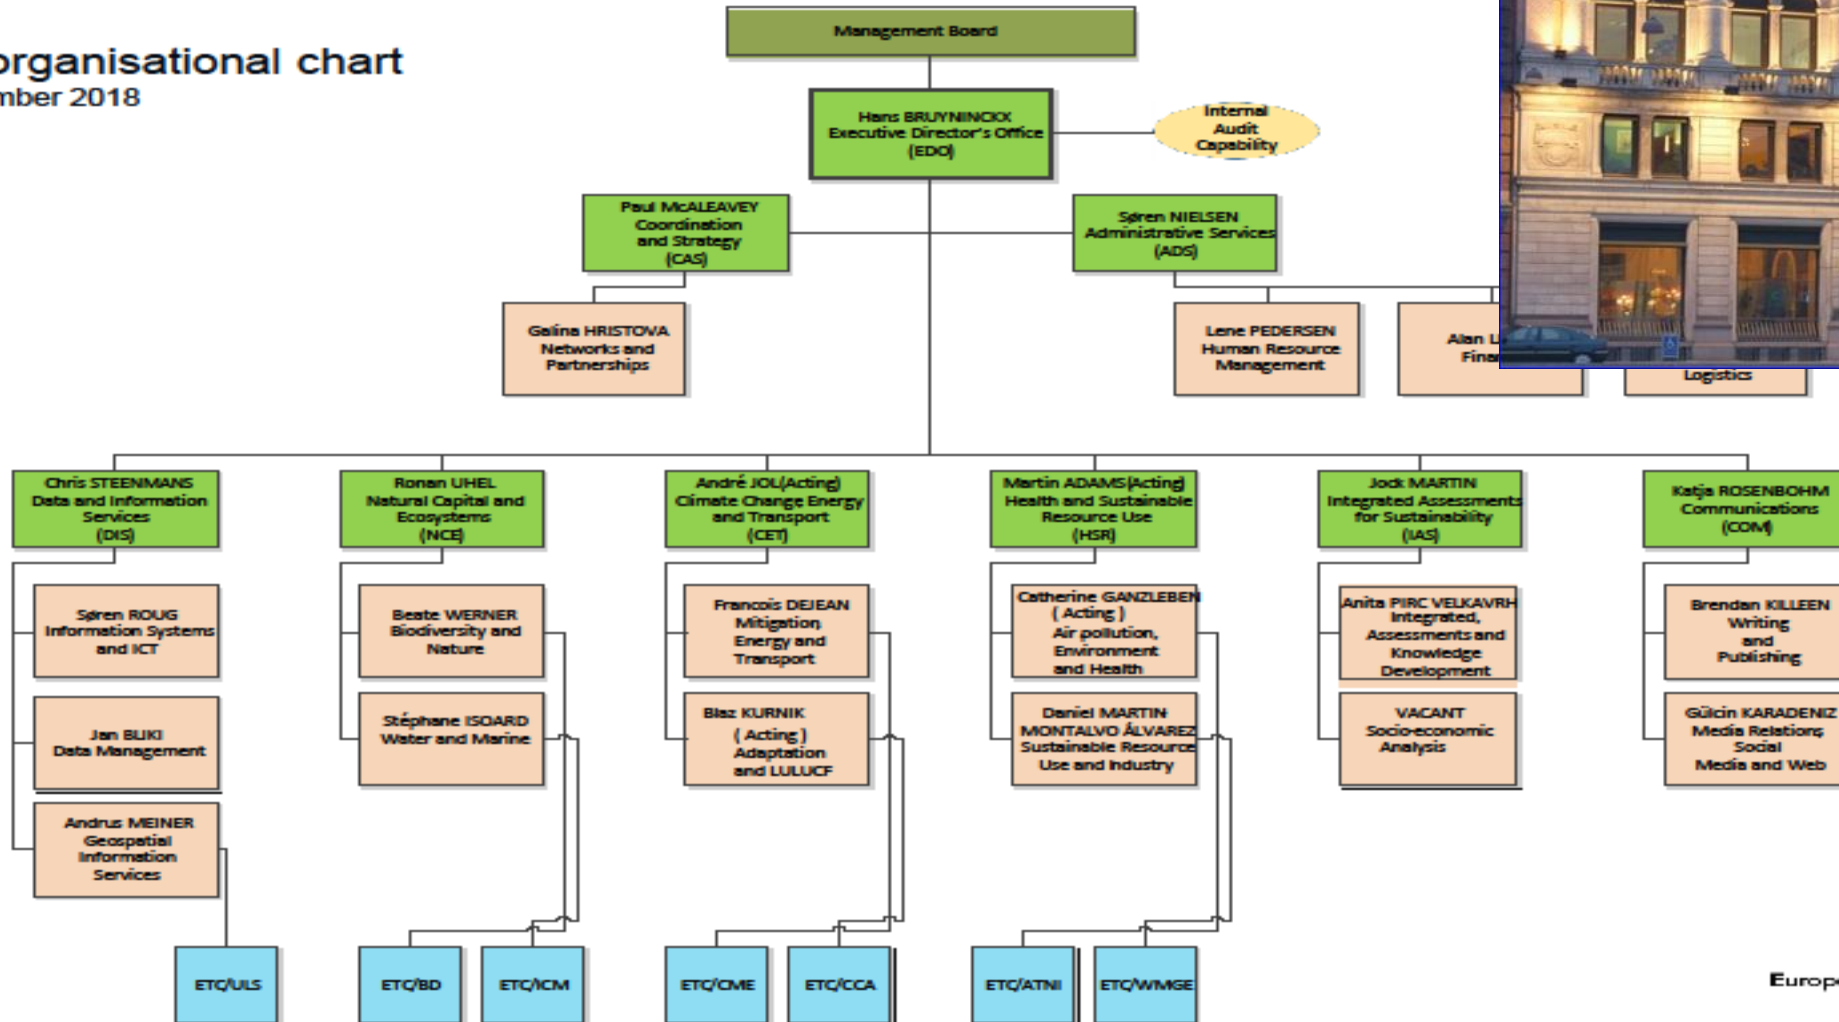 organisational chart
mber 2018
Management Board
Hans BRUYNINCKX
Executive Director's Office
(EDO)
Internal
Audit
Capability
Paul McALEAVEY
Coordination
and Strategy
(CAS)
Søren NIELSEN
Administrative Services
(ADS)
Galina HRISTOVA
Networks and
Partnerships
Lene PEDERSEN
Human Resource
Management
Alan
Logistics
Chris STEENMANS
Data and Information
Services
(DIS)
Ronan UHEL
Natural Capital and
Ecosystems
(NCE)
André JOL(Acting)
Climate Change Energy
and Transport
(CET)
Martin ADAMS(Acting)
Health and Sustainable
Resource Use
(HSR)
Jock MARTIN
Integrated Assessments
for Sustainability
(IAS)
Katja ROSENBOHM
Communications
(COM)
Søren ROUG
Information Systems
and ICT
Jan BLIKI
Data Management
Andrus MEINER
Geospatial
Information
Services
Beate WERNER
Biodiversity and
Nature
Stéphane ISOARD
Water and Marine
Francois DEJEAN
Mitigation
Energy and
Transport
Blaz KURNIK
( Acting )
Adaptation
and LULUCF
Catherine GANZLEBEN
( Acting )
Air pollution,
Environment
and Health
Daniel MARTIN
MONTALVO ÁLVAREZ
Sustainable Resource
Use and Industry
Anita PIRC VELKAVRH
Integrated,
Assessments and
Knowledge
Development
VACANT
Socio-economic
Analysis
Brendan KILLEEN
Writing
and
Publishing
Gülcin KARADENIZ
Media Relations
Social
Media and Web
ETC/ULS
ETC/BD
ETC/ICM
ETC/CME
ETC/CCA
ETC/ATNI
ETC/WMGE
Europ